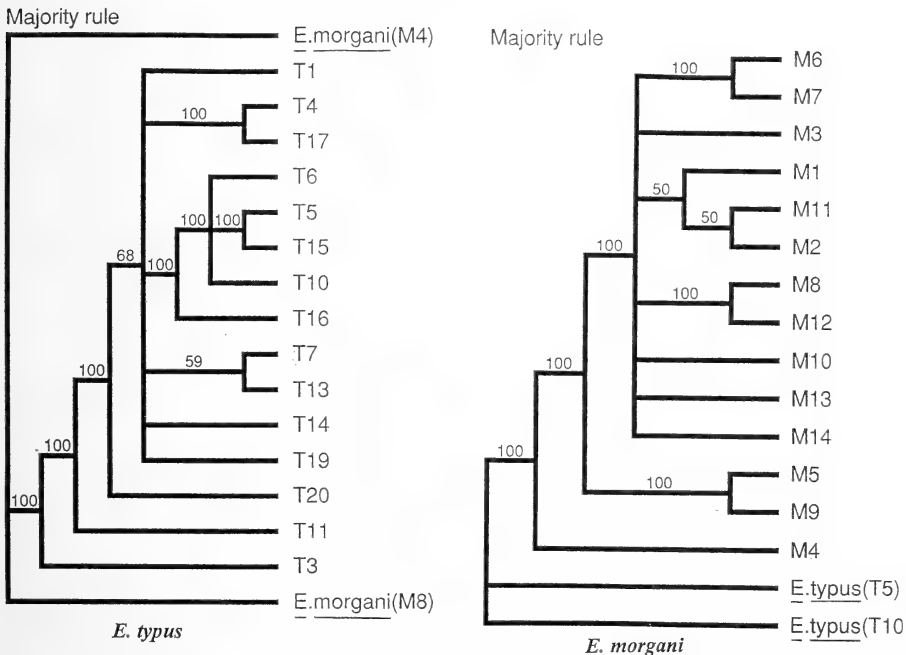 Majority rule
E.morgani(M4)
T1
100
T4
T17
T6
100
100
T5
T15
68
100
T10
T16
59
T7
T13
100
T14
100
T19
T20
100
T11
T3
E.morgani(M8)
E. typus
Majority rule
100
M6
M7
M3
M1
50
M11
50
M2
100
M8
100
M12
100
M10
M13
M14
100
M5
100
M9
M4
E.typus(T5)
E.typus(T10
E. morgani